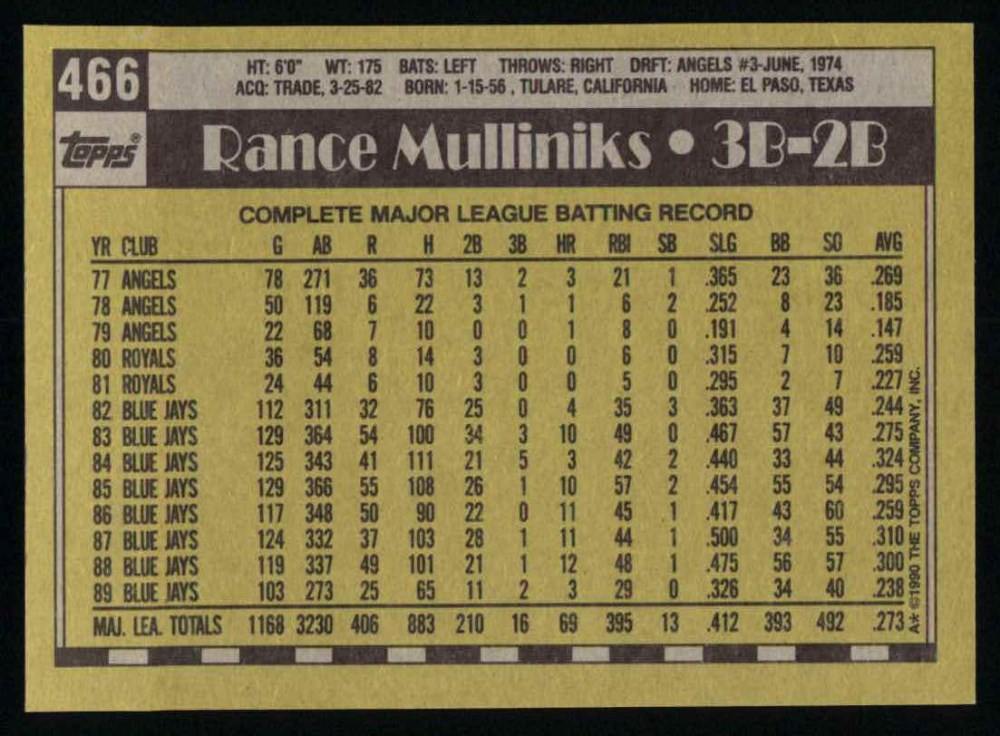 466
HT: 6'0" WT: 175 BATS: LEFT THROWS: RIGHT DRFT: ANGELS #3-JUNE, 1974
ACQ: TRADE, 3-25-82 BORN: 1-15-56, TULARE, CALIFORNIA HOME: EL PASO, TEXAS
Topps® Rance Mulliniks • 3B-2B
COMPLETE MAJOR LEAGUE BATTING RECORD
YR CLUB G AB R H 2B 3B HR RBI SB SLG BB SO AVG
77 ANGELS 78 271 36 73 13 2 3 21 1 .365 23 36 .269
78 ANGELS 50 119 6 22 3 1 1 6 2 .252 8 23 .185
79 ANGELS 22 68 7 10 0 0 1 8 0 .191 4 14 .147
80 ROYALS 36 54 8 14 3 0 0 6 0 .315 7 10 .259
81 ROYALS 24 44 6 10 3 0 0 5 0 .295 2 7 .227
82 BLUE JAYS 112 311 32 76 25 0 4 35 3 .363 37 49 .244
83 BLUE JAYS 129 364 54 100 34 3 10 49 0 .467 57 43 .275
84 BLUE JAYS 125 343 41 111 21 5 3 42 2 .440 33 44 .324
85 BLUE JAYS 129 366 55 108 26 1 10 57 2 .454 55 54 .295
86 BLUE JAYS 117 348 50 90 22 0 11 45 1 .417 43 60 .259
87 BLUE JAYS 124 332 37 103 28 1 11 44 1 .500 34 55 .310
88 BLUE JAYS 119 337 49 101 21 1 12 48 1 .475 56 57 .300
89 BLUE JAYS 103 273 25 65 11 2 3 29 0 .326 34 40 .238
MAJ. LEA. TOTALS 1168 3230 406 883 210 16 69 395 13 .412 393 492 .273
A* ©1990 THE TOPPS COMPANY, INC.